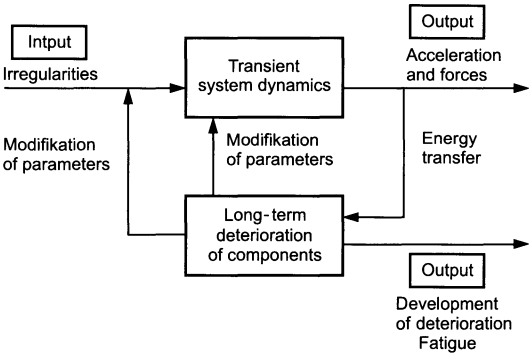 Intput
Irregularities
Modifikation
of parameters
Transient
system dynamics
Modifikation
of parameters
Long-term
deterioration
of components
Output
Acceleration
and forces
Energy
transfer
Output
Development
of deterioration
Fatigue